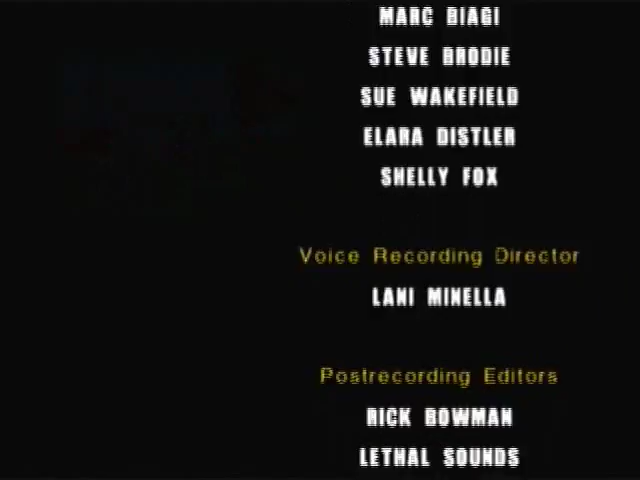 MARC BIAGI
STEVE BRODIE
SUE WAKEFIELD
ELARA DISTLER
SHELLY FOX
Voice Recording Director
LANI MINELLA
Postrecording Editors
RICK BOWMAN
LETHAL SOUNDS